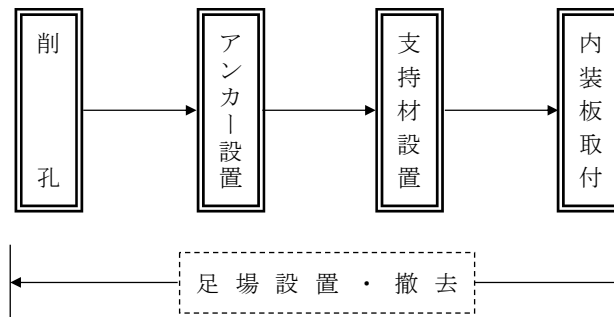 削孔
アンカー設置
支持材設置
内装板取付
足場設置・撤去